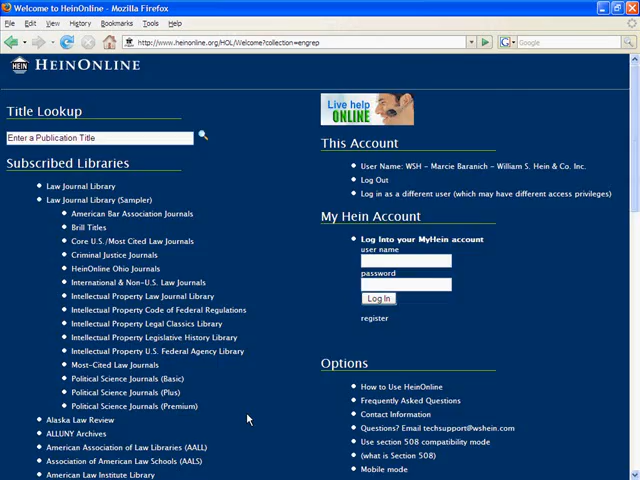 Welcome to HeinOnline - Mozilla Firefox
File Edit View History Bookmarks Tools Help
http://www.heinonline.org/HOL/Welcome?collection=engrep
Google
HEIN HEINONLINE
Title Lookup
Enter a Publication Title
Subscribed Libraries
Law Journal Library
Law Journal Library (Sampler)
American Bar Association Journals
Brill Titles
Core U.S./Most Cited Law Journals
Criminal Justice Journals
HeinOnline Ohio Journals
International & Non-U.S. Law Journals
Intellectual Property Law Journal Library
Intellectual Property Code of Federal Regulations
Intellectual Property Legal Classics Library
Intellectual Property Legislative History Library
Intellectual Property U.S. Federal Agency Library
Most-Cited Law Journals
Political Science Journals (Basic)
Political Science Journals (Plus)
Political Science Journals (Premium)
Alaska Law Review
ALLUNY Archives
American Association of Law Libraries (AALL)
Association of American Law Schools (AALS)
American Law Institute Library
Live help
ONLINE
This Account
User Name: WSH - Marcie Baranich - William S. Hein & Co. Inc.
Log Out
Log in as a different user (which may have different access privileges)
My Hein Account
Log Into your MyHein account
user name
password
Log In
register
Options
How to Use HeinOnline
Frequently Asked Questions
Contact Information
Questions? Email techsupport@wshein.com
Use section 508 compatibility mode
(what is Section 508)
Mobile mode